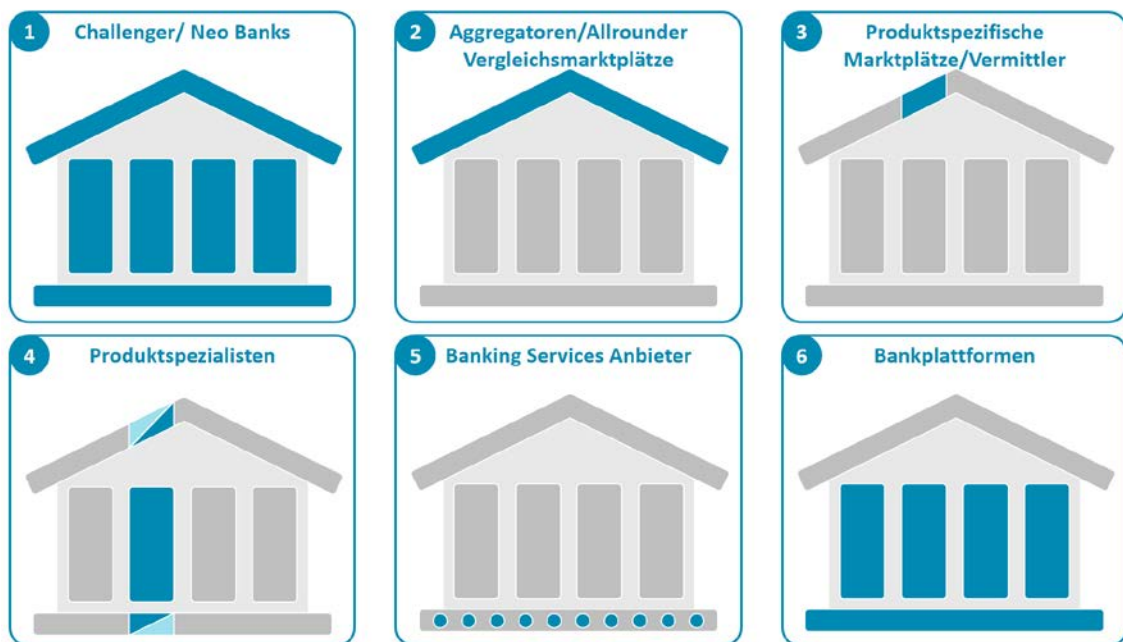 1 Challenger/ Neo Banks
2 Aggregatoren/Allrounder
Vergleichsmarktplätze
3 Produktspezifische
Marktplätze/Vermittler
4 Produktspezialisten
5 Banking Services Anbieter
6 Bankplattformen